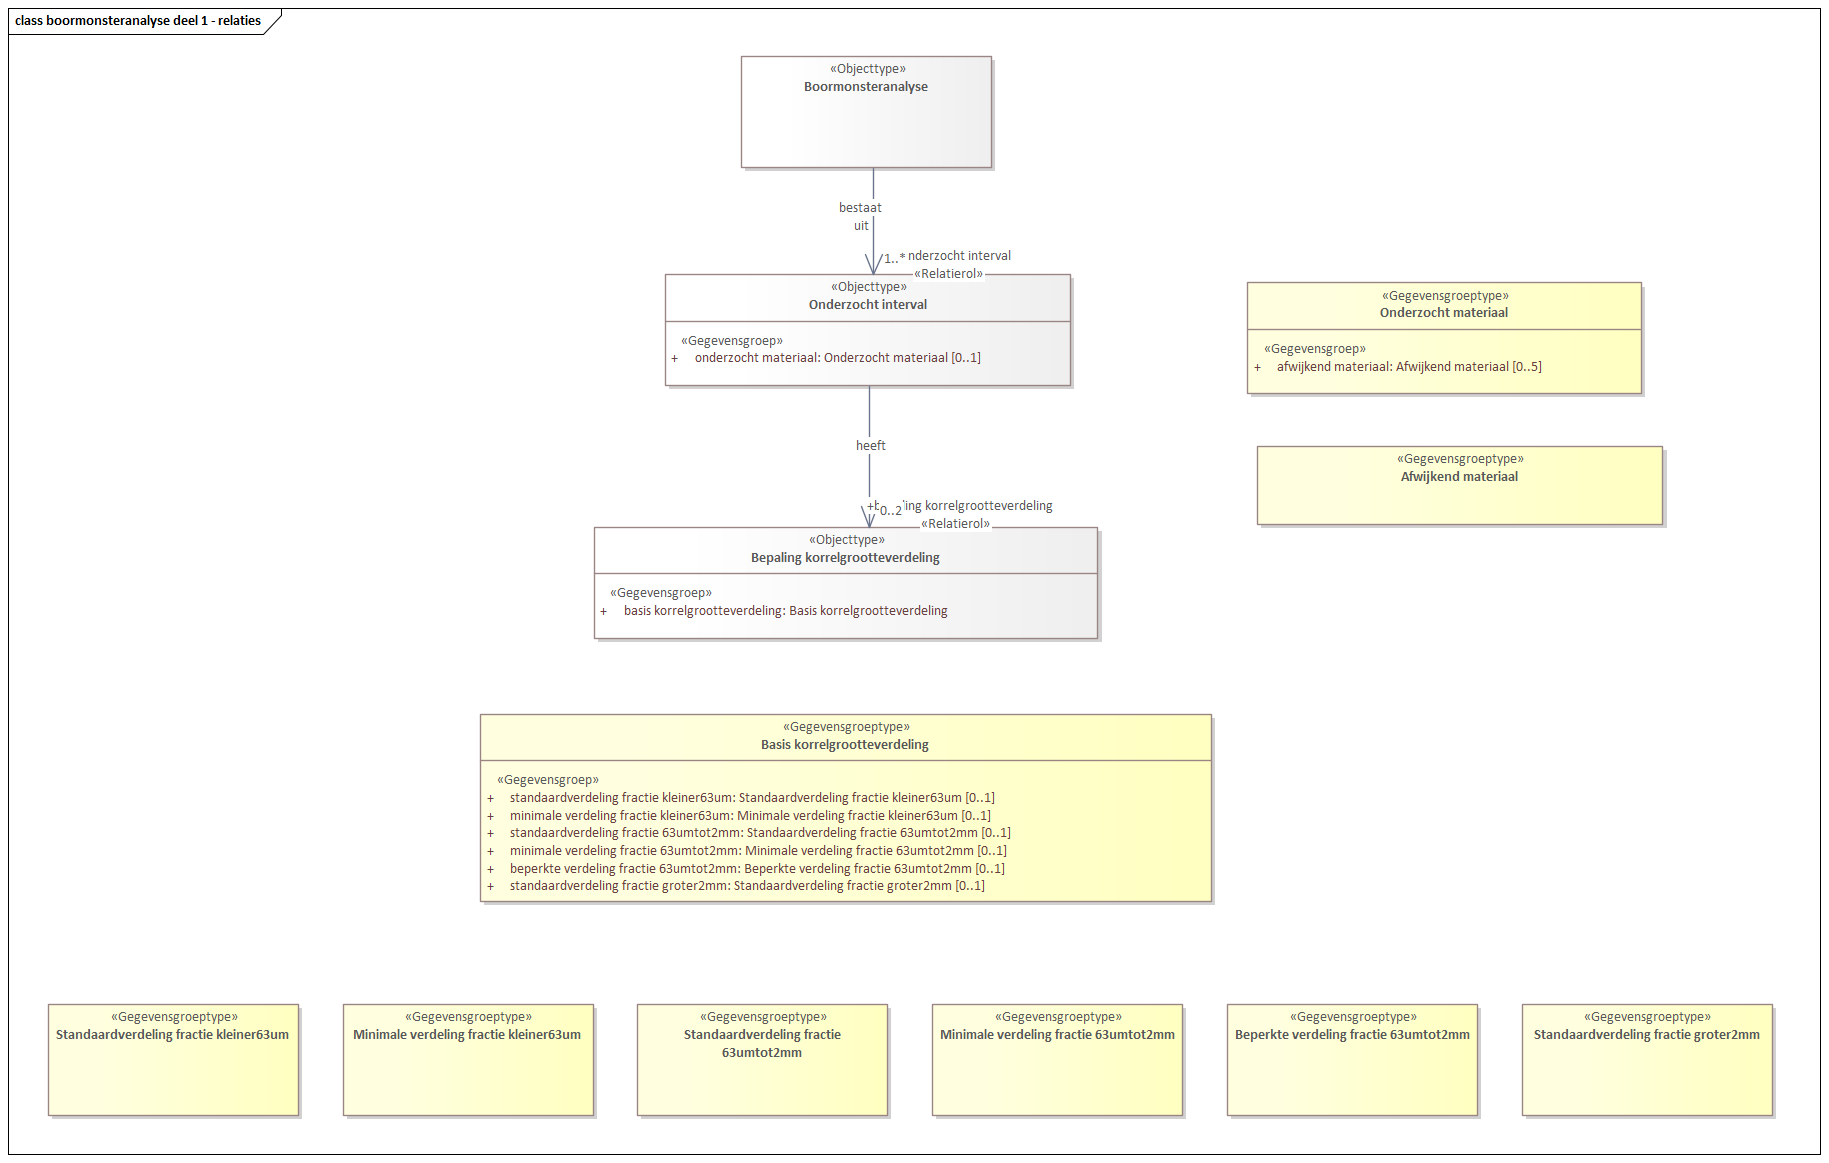 class boormonsteranalyse deel 1 - relaties
«Objecttype»
Boormonsteranalyse
bestaat
uit
1..* nderzocht interval
«Relatierol»
«Objecttype»
Onderzocht interval
«Gegevensgroep»
+ onderzocht materiaal: Onderzocht materiaal [0..1]
«Gegevensgroeptype»
Onderzocht materiaal
«Gegevensgroep»
+ afwijkend materiaal: Afwijkend materiaal [0..5]
heeft
«Gegevensgroeptype»
Afwijkend materiaal
0..2 ling korrelgrootteverdeling
«Relatierol»
«Objecttype»
Bepaling korrelgrootteverdeling
«Gegevensgroep»
+ basis korrelgrootteverdeling: Basis korrelgrootteverdeling
«Gegevensgroeptype»
Basis korrelgrootteverdeling
«Gegevensgroep»
+ standaardverdeling fractie kleiner63um: Standaardverdeling fractie kleiner63um [0..1]
+ minimale verdeling fractie kleiner63um: Minimale verdeling fractie kleiner63um [0..1]
+ standaardverdeling fractie 63umtot2mm: Standaardverdeling fractie 63umtot2mm [0..1]
+ minimale verdeling fractie 63umtot2mm: Minimale verdeling fractie 63umtot2mm [0..1]
+ beperkte verdeling fractie 63umtot2mm: Beperkte verdeling fractie 63umtot2mm [0..1]
+ standaardverdeling fractie groter2mm: Standaardverdeling fractie groter2mm [0..1]
«Gegevensgroeptype»
Standaardverdeling fractie kleiner63um
«Gegevensgroeptype»
Minimale verdeling fractie kleiner63um
«Gegevensgroeptype»
Standaardverdeling fractie
63umtot2mm
«Gegevensgroeptype»
Minimale verdeling fractie 63umtot2mm
«Gegevensgroeptype»
Beperkte verdeling fractie 63umtot2mm
«Gegevensgroeptype»
Standaardverdeling fractie groter2mm